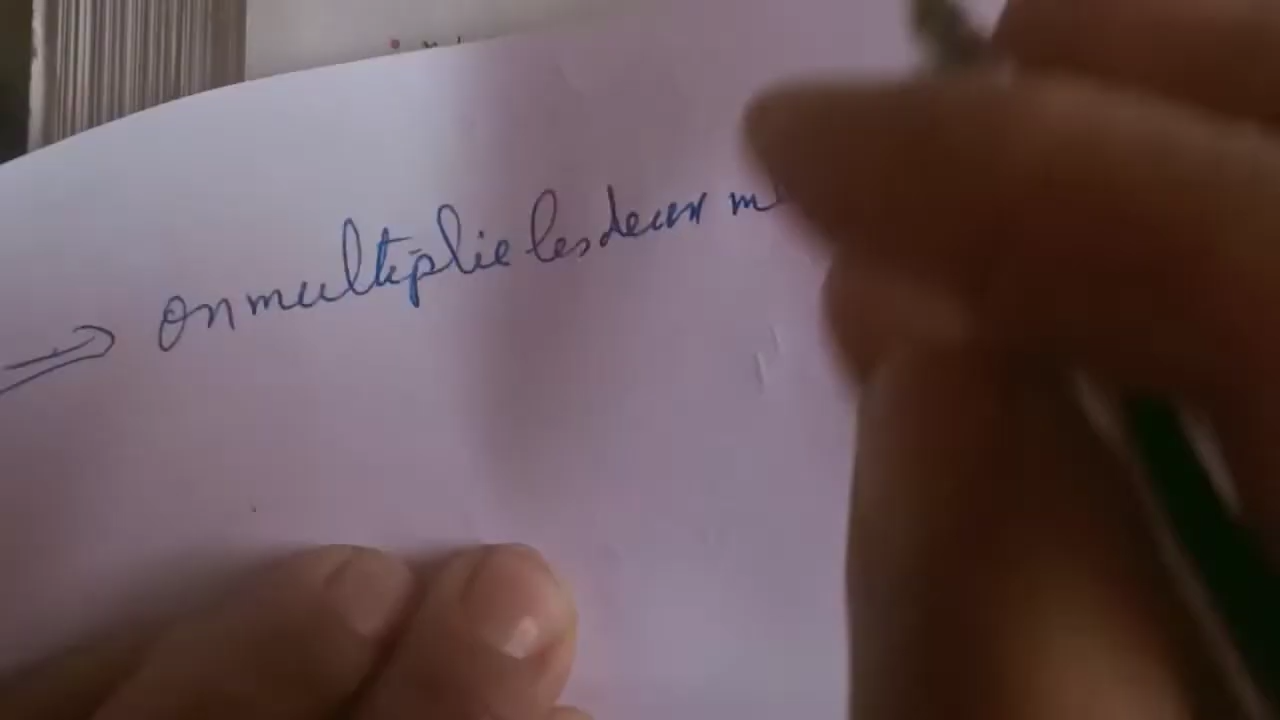 ⇒ on multiplie les deux m